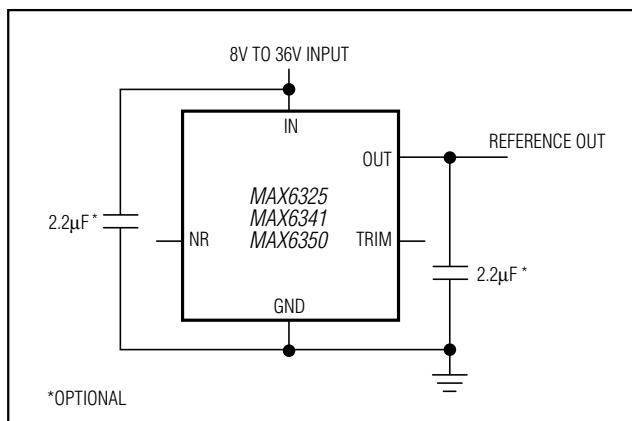 8V TO 36V INPUT
IN
OUT
REFERENCE OUT
MAX6325
MAX6341
MAX6350
2.2µF *
NR
TRIM
2.2µF *
GND
*OPTIONAL